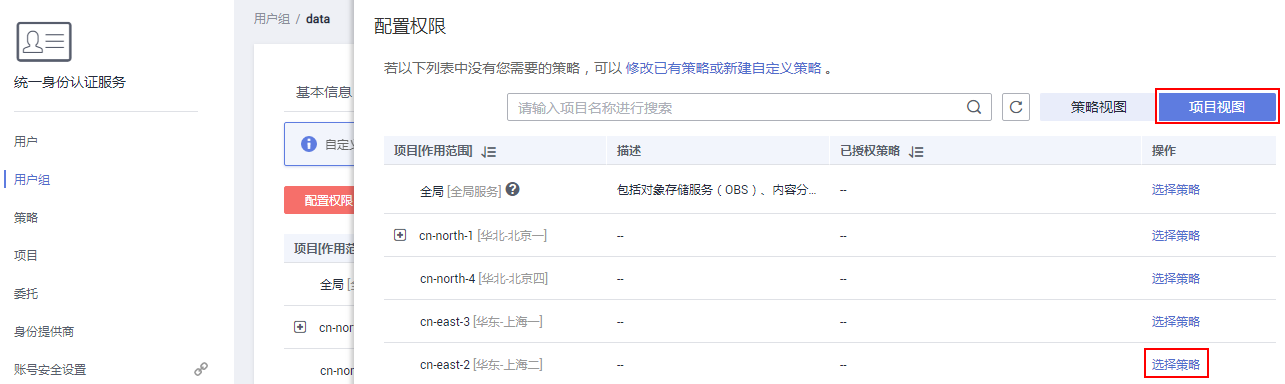 统一身份认证服务
用户
用户组
策略
项目
委托
身份提供商
账号安全设置
用户组 / data
基本信息
自定义
配置权限
项目[作用范
全局 [全
cn-nor
cn-nor
配置权限
若以下列表中没有您需要的策略，可以 修改已有策略或新建自定义策略 。
请输入项目名称进行搜索
策略视图 项目视图
项目[作用范围] 描述 已授权策略 操作
全局 [全局服务] ? 包括对象存储服务（OBS）、内容分... -- 选择策略
cn-north-1 [华北-北京一] -- -- 选择策略
cn-north-4 [华北-北京四] -- -- 选择策略
cn-east-3 [华东-上海一] -- -- 选择策略
cn-east-2 [华东-上海二] -- -- 选择策略